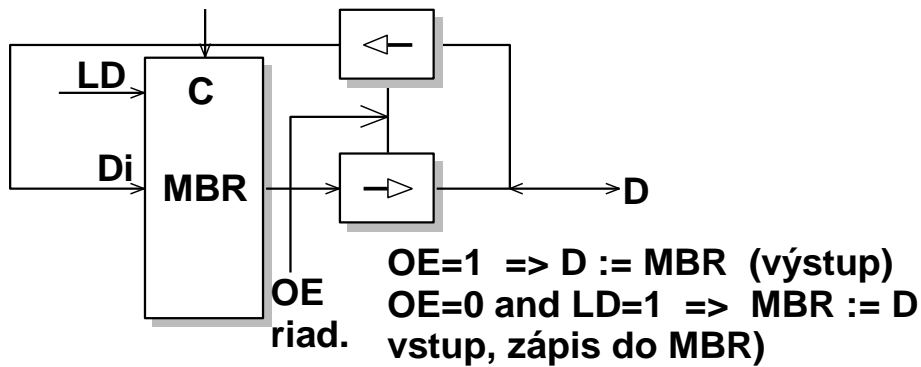 LD
C
Di
MBR
D
OE
riad.
OE=1 => D := MBR (výstup)
OE=0 and LD=1 => MBR := D
vstup, zápis do MBR)